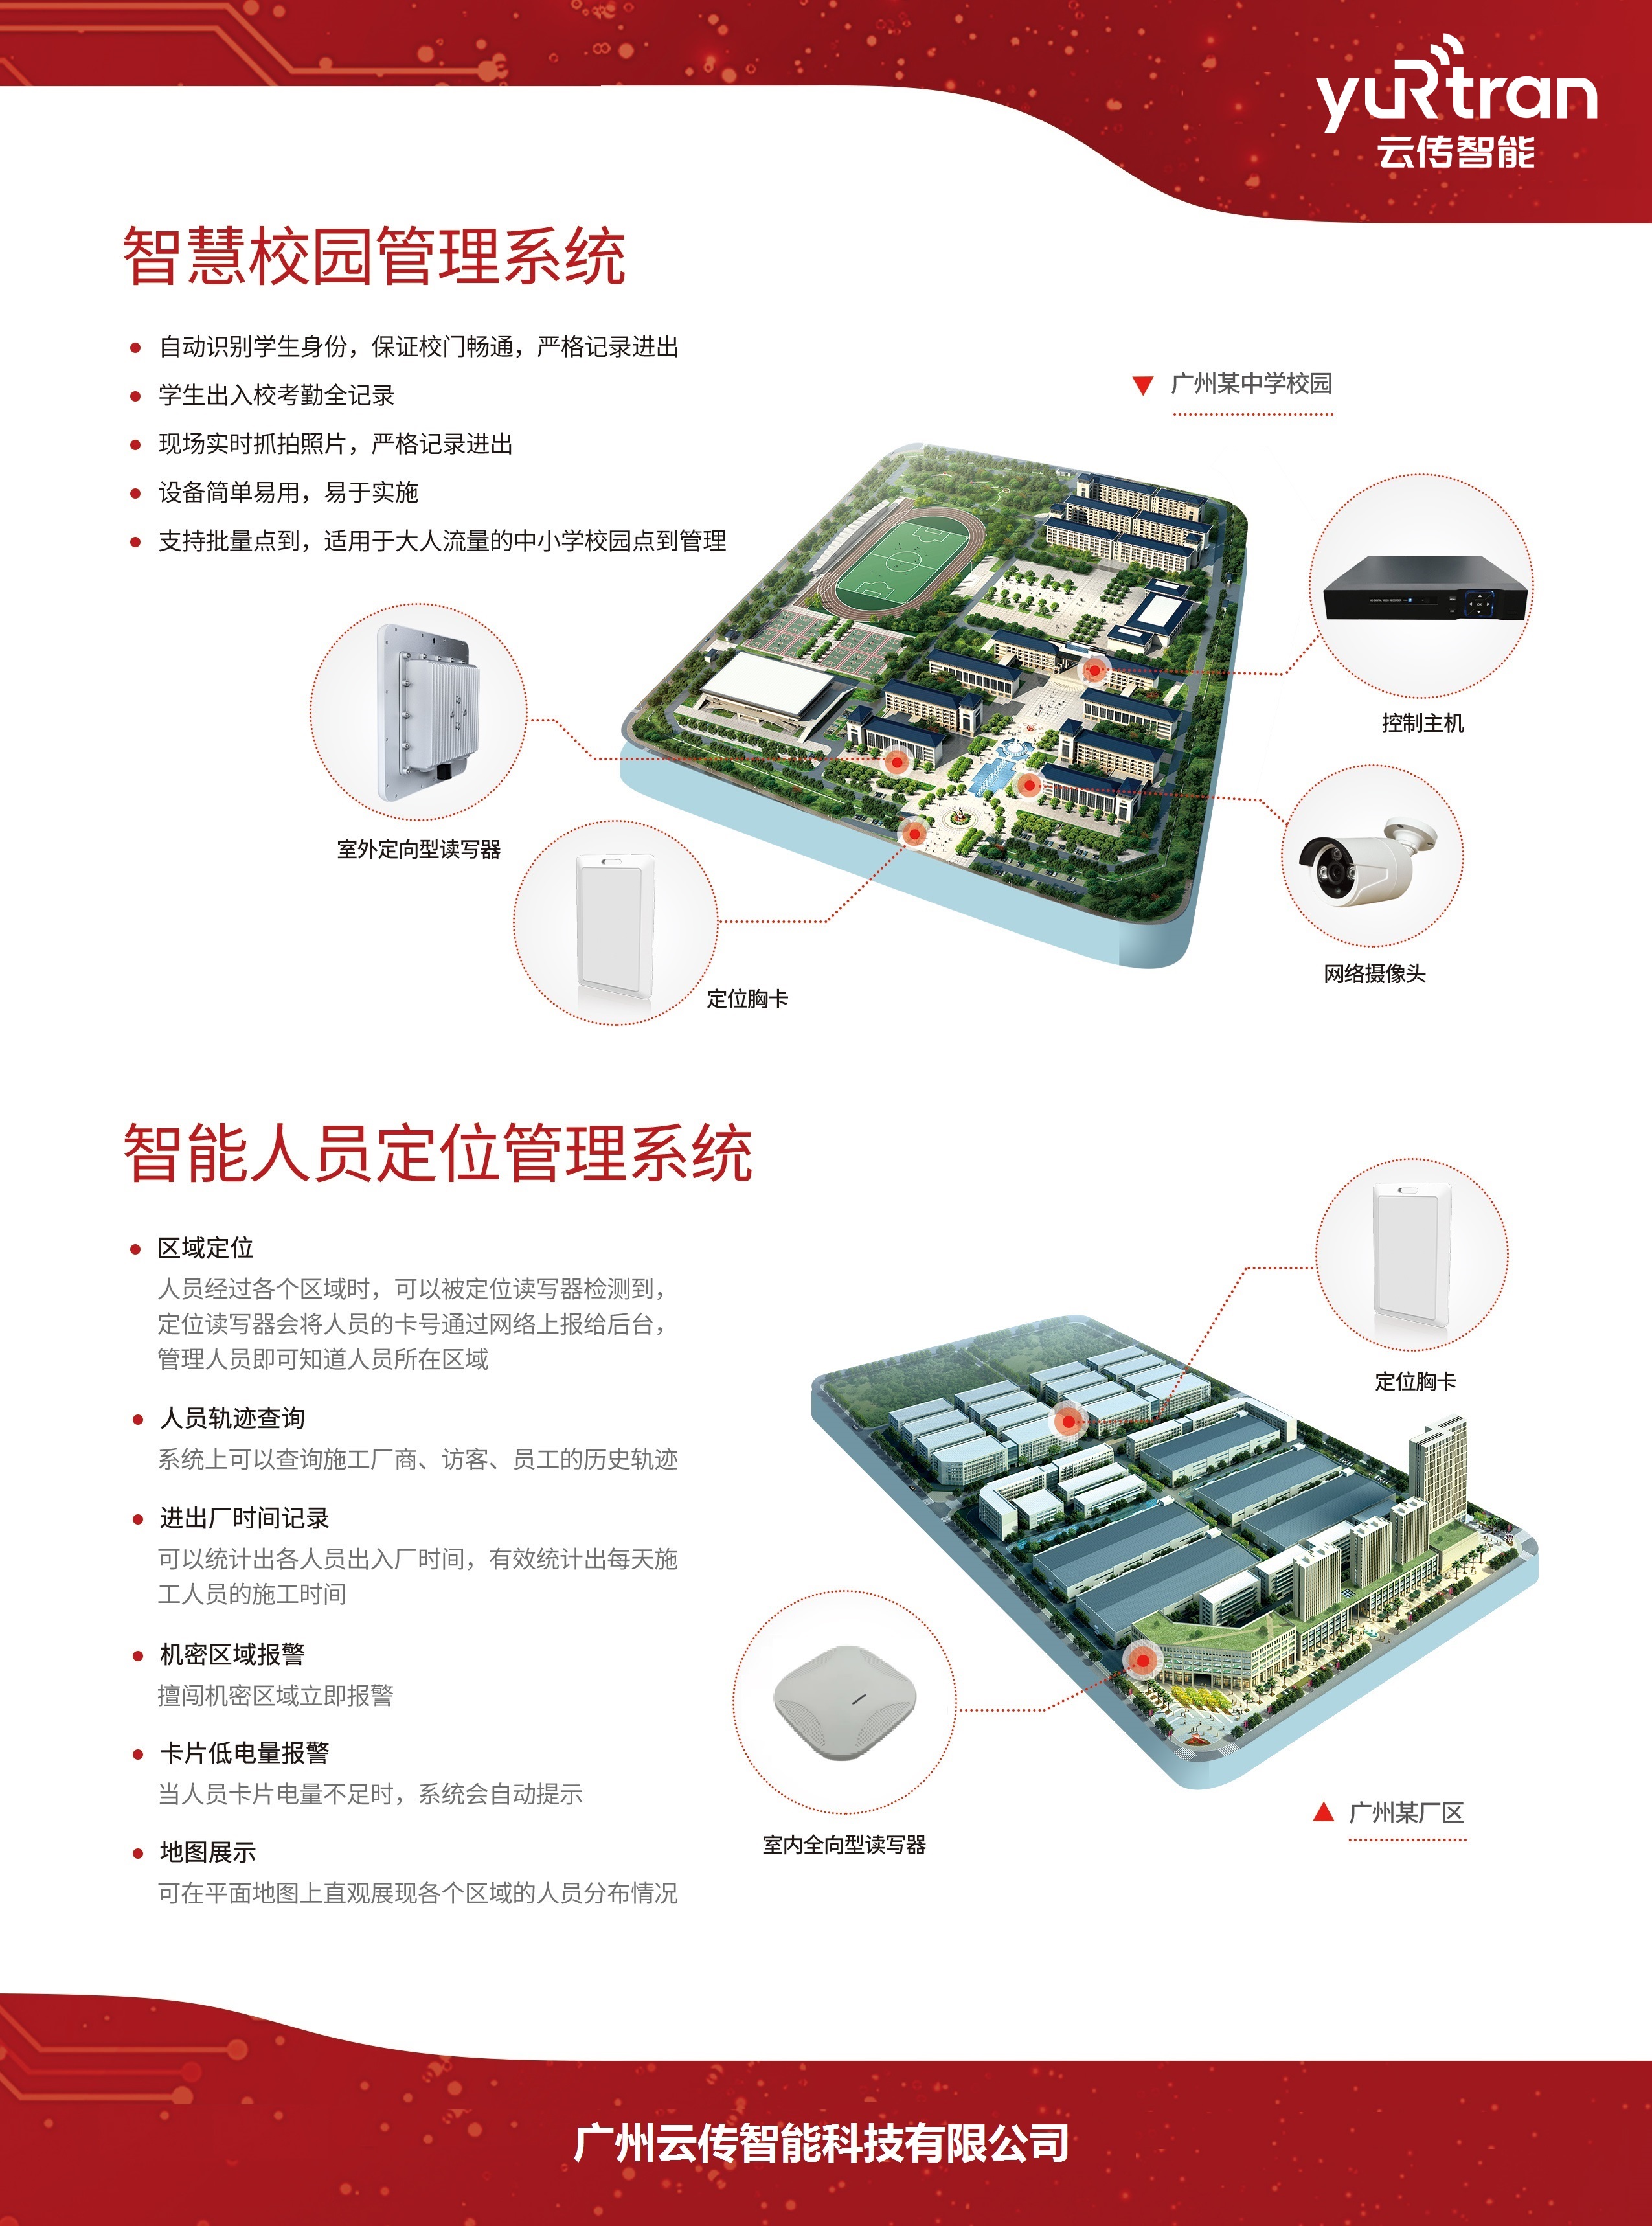 yuRtran
云传智能
智慧校园管理系统
自动识别学生身份，保证校门畅通，严格记录进出
学生出入校考勤全记录
现场实时抓拍照片，严格记录进出
设备简单易用，易于实施
支持批量点到，适用于大人流量的中小学校园点到管理
广州某中学校园
控制主机
室外定向型读写器
网络摄像头
定位胸卡
智能人员定位管理系统
区域定位
人员经过各个区域时，可以被定位读写器检测到，
定位读写器会将人员的卡号通过网络上报给后台，
管理人员即可知道人员所在区域
定位胸卡
人员轨迹查询
系统上可以查询施工厂商、访客、员工的历史轨迹
进出厂时间记录
可以统计出各人员出入厂时间，有效统计出每天施
工人员的施工时间
机密区域报警
擅闯机密区域立即报警
卡片低电量报警
当人员卡片电量不足时，系统会自动提示
广州某厂区
室内全向型读写器
地图展示
可在平面地图上直观展现各个区域的人员分布情况
广州云传智能科技有限公司